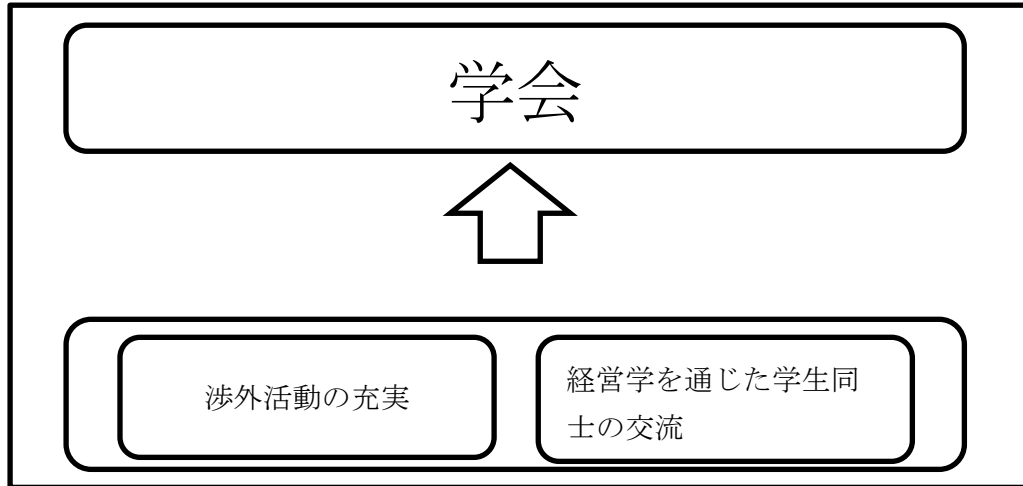 学会
渉外活動の充実
経営学を通じた学生同
士の交流